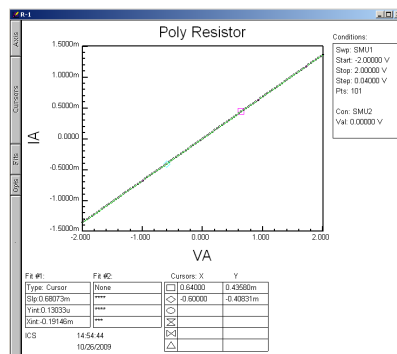 R-1
Axis
Cursors
Fits
Opts
Poly Resistor
IA
1.5000m
1.0000m
0.5000m
0.0000
-0.5000m
-1.0000m
-1.5000m
-2.000 -1.000 0.000 1.000 2.000
VA
Conditions:
Swp: SMU1
Start: -2.00000 V
Stop: 2.00000 V
Step: 0.04000 V
Pts: 101
Con: SMU2
Val: 0.00000 V
Fit #1: Fit #2: Cursors: X Y
Type: Cursor None 0.64000 0.43580m
Slp:0.68073m **** -0.60000 -0.40831m
Yint:0.13033u ****
Xint:-0.19146m ***
ICS 14:54:44
10/26/2009